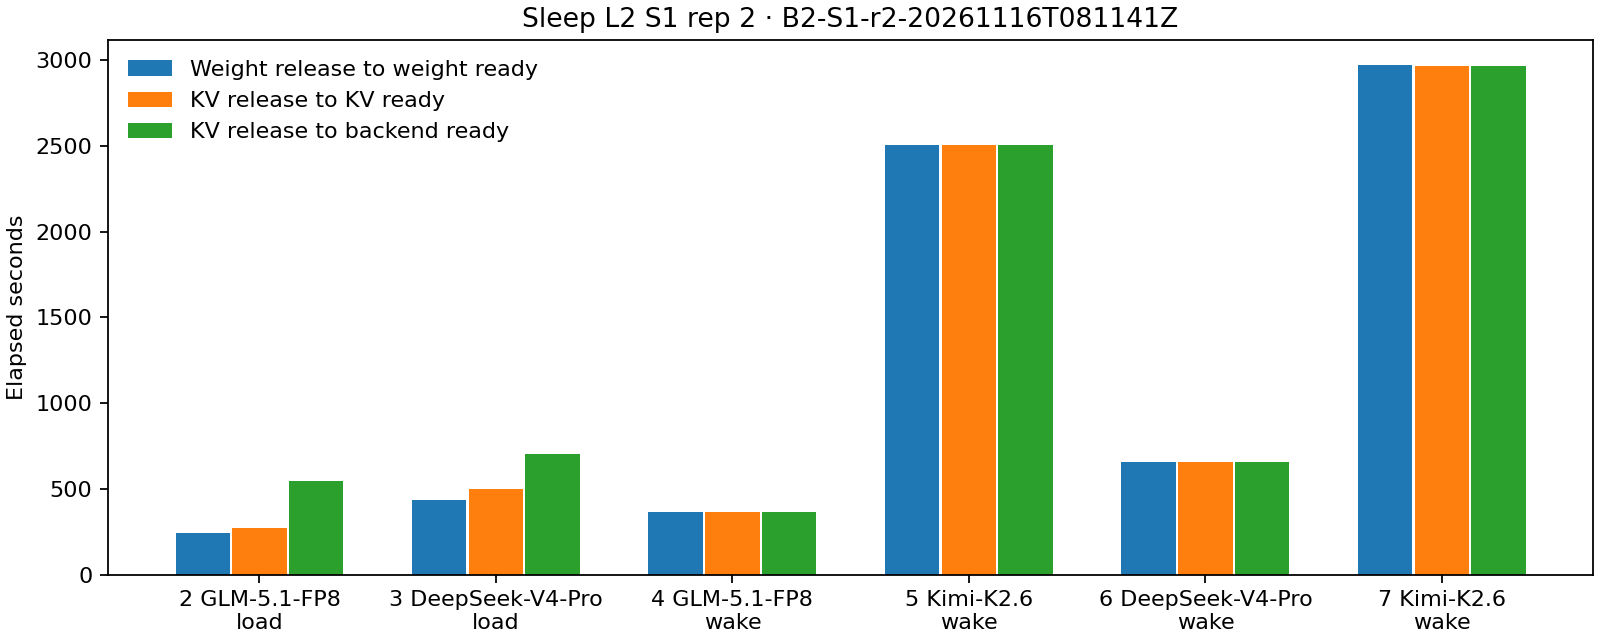 Sleep L2 S1 rep 2 · B2-S1-r2-20261116T081141Z
Weight release to weight ready
KV release to KV ready
KV release to backend ready
Elapsed seconds
3000
2500
2000
1500
1000
500
0
2 GLM-5.1-FP8
load
3 DeepSeek-V4-Pro
load
4 GLM-5.1-FP8
wake
5 Kimi-K2.6
wake
6 DeepSeek-V4-Pro
wake
7 Kimi-K2.6
wake